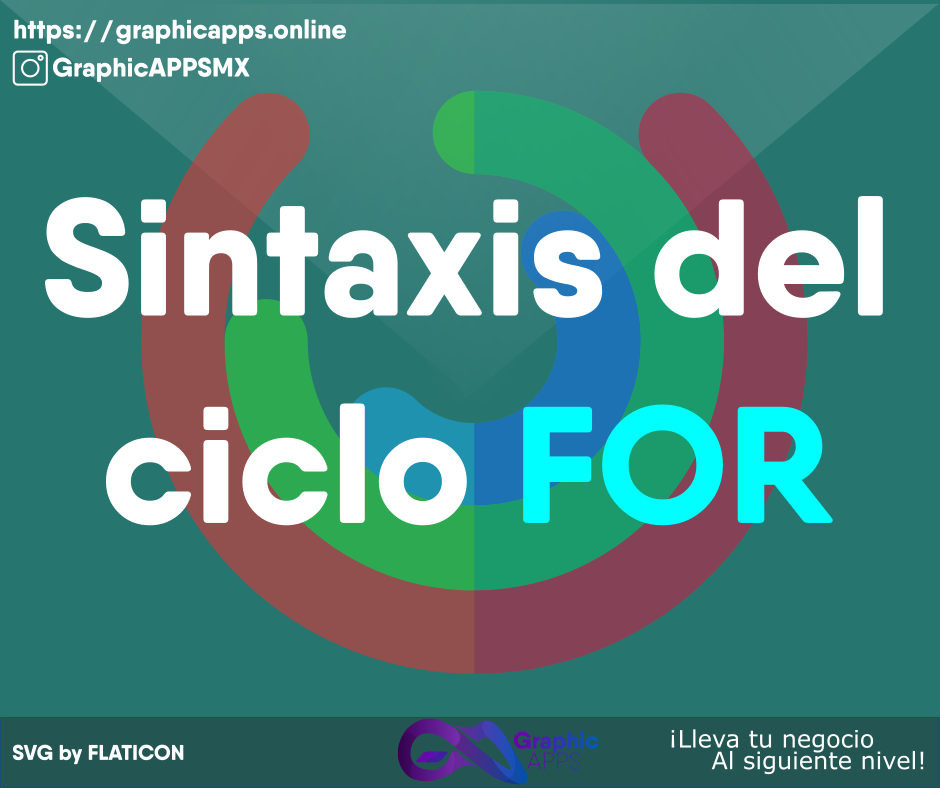 https://graphicapps.online
GraphicAPPSMX
Sintaxis del
ciclo FOR
SVG by FLATICON
Graphic
APPS
¡Lleva tu negocio
Al siguiente nivel!